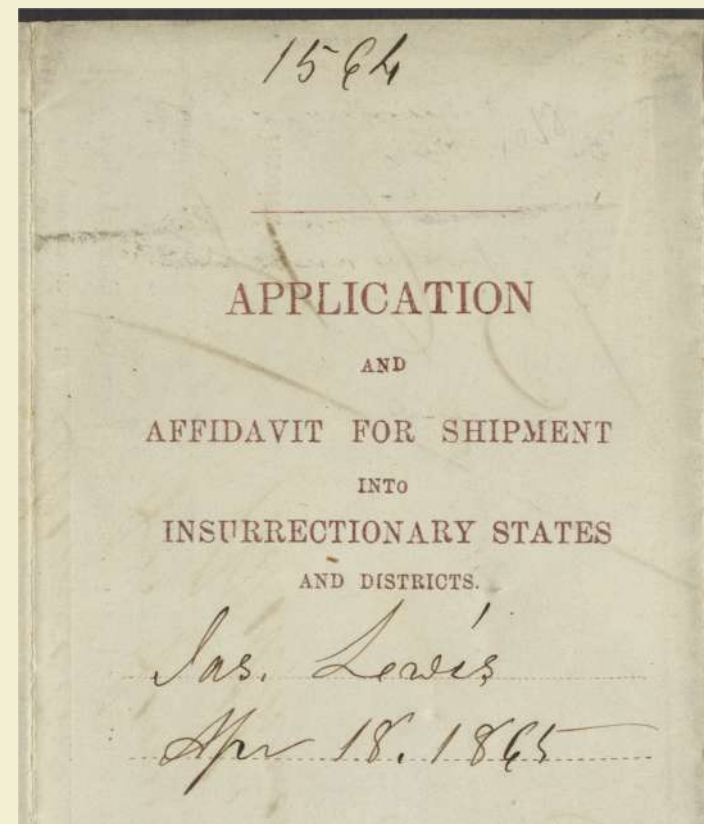 1564
APPLICATION
AND
AFFIDAVIT FOR SHIPMENT
INTO
INSURRECTIONARY STATES
AND DISTRICTS.
Jas. Lewis
Apr 18. 1865